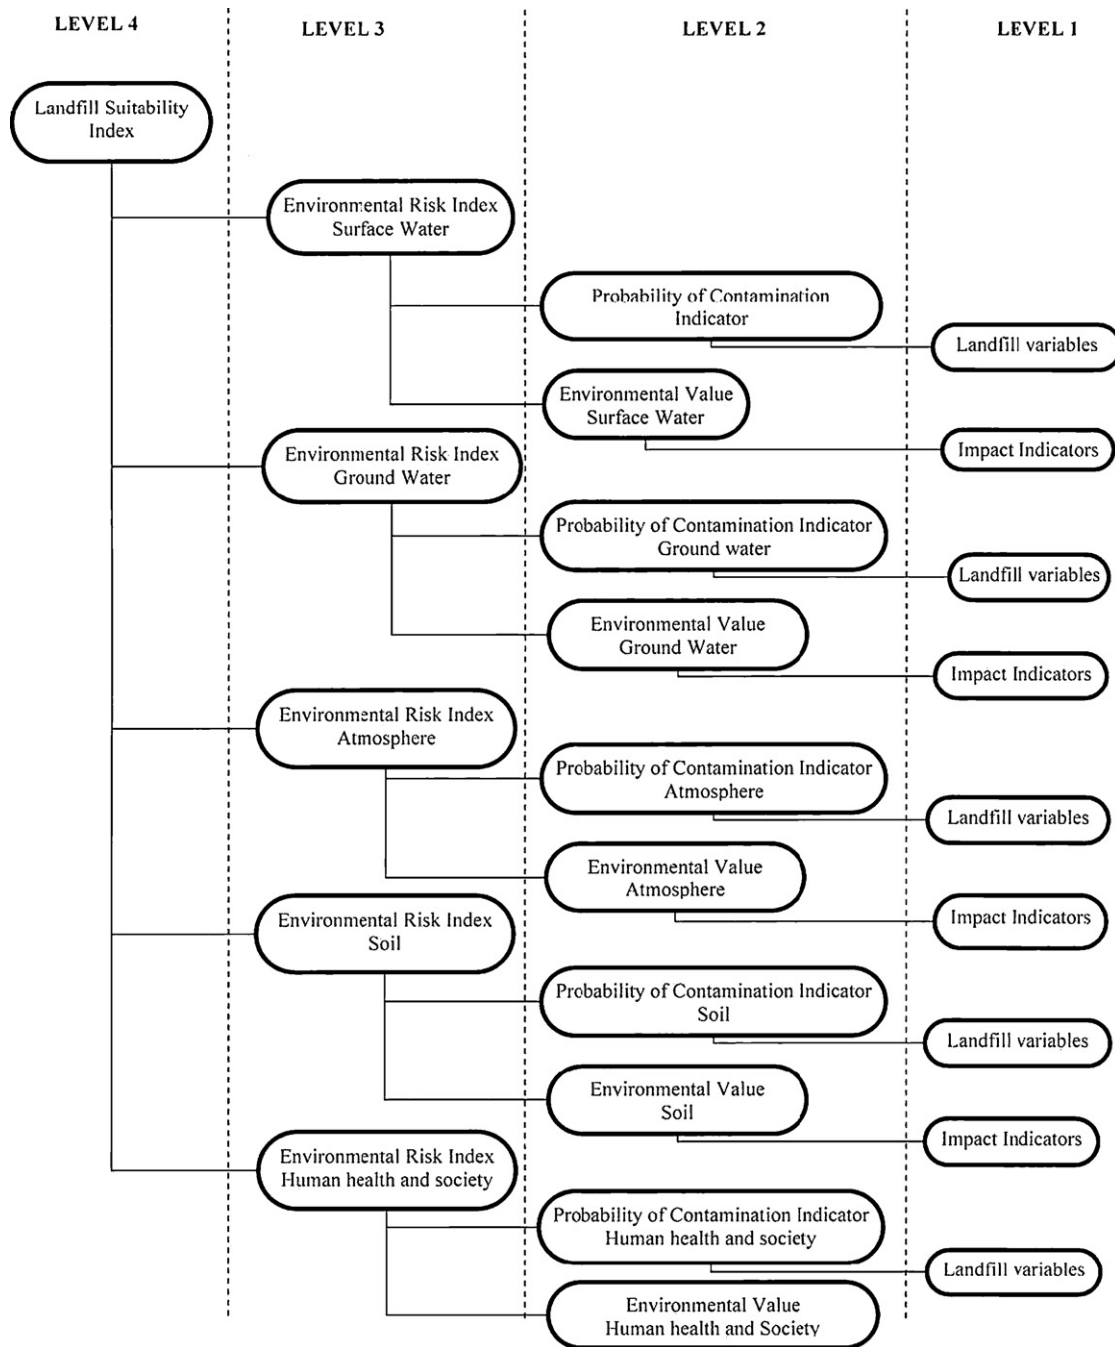 LEVEL 4
LEVEL 3
LEVEL 2
LEVEL 1
Landfill Suitability
Index
Environmental Risk Index
Surface Water
Probability of Contamination
Indicator
Landfill variables
Environmental Value
Surface Water
Impact Indicators
Environmental Risk Index
Ground Water
Probability of Contamination Indicator
Ground water
Landfill variables
Environmental Value
Ground Water
Impact Indicators
Environmental Risk Index
Atmosphere
Probability of Contamination Indicator
Atmosphere
Landfill variables
Environmental Value
Atmosphere
Impact Indicators
Environmental Risk Index
Soil
Probability of Contamination Indicator
Soil
Landfill variables
Environmental Value
Soil
Impact Indicators
Environmental Risk Index
Human health and society
Probability of Contamination Indicator
Human health and society
Landfill variables
Environmental Value
Human health and Society